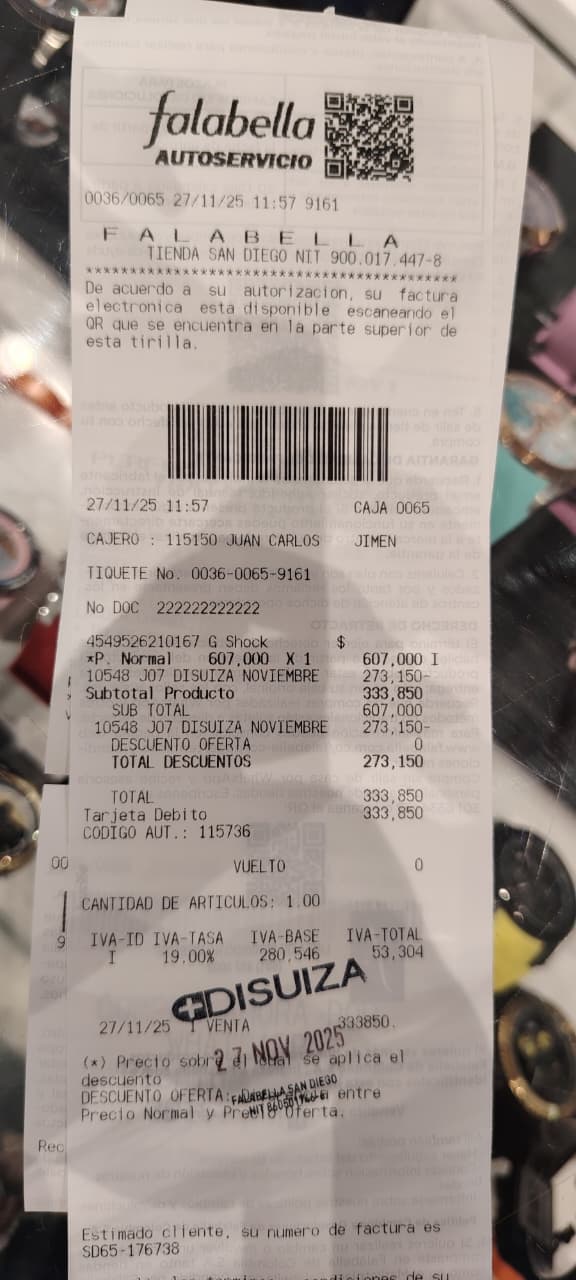 falabella
AUTOSERVICIO
0036/0065 27/11/25 11:57 9161
F A L A B E L L A
TIENDA SAN DIEGO NIT 900.017.447-8
******************************************
De acuerdo a su autorizacion, su factura
electronica esta disponible escaneando el
QR que se encuentra en la parte superior de
esta tirilla.
27/11/25 11:57 CAJA 0065
CAJERO : 115150 JUAN CARLOS JIMEN
TIQUETE No. 0036-0065-9161
No DOC 222222222222
4549526210167 G Shock $
*P. Normal 607,000 X 1 607,000 I
10548 J07 DISUIZA NOVIEMBRE 273,150-
Subtotal Producto 333,850
SUB TOTAL 607,000
10548 J07 DISUIZA NOVIEMBRE 273,150-
DESCUENTO OFERTA 0
TOTAL DESCUENTOS 273,150
TOTAL 333,850
Tarjeta Debito 333,850
CODIGO AUT.: 115736
00
VUELTO 0
CANTIDAD DE ARTICULOS: 1.00
9
IVA-ID IVA-TASA IVA-BASE IVA-TOTAL
I 19.00% 280,546 53,304
DISUIZA
27/11/25 1 VENTA 333850.
27 NOV 2025
(*) Precio sobre el cual se aplica el
descuento
DESCUENTO OFERTA: entre
FALABELLA SAN DIEGO
Precio Normal y Precio Oferta.
Rec
Estimado cliente, su numero de factura es
SD65-176738